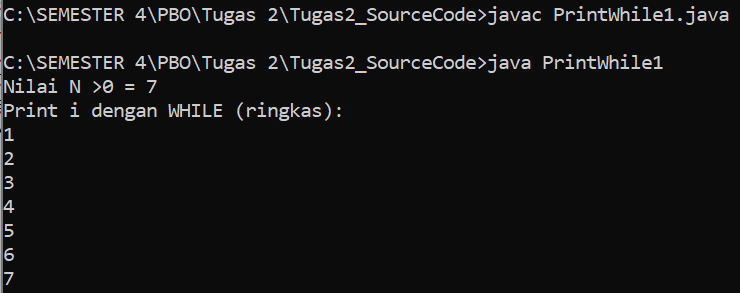 C:\SEMESTER 4\PBO\Tugas 2\Tugas2_SourceCode>javac PrintWhile1.java
C:\SEMESTER 4\PBO\Tugas 2\Tugas2_SourceCode>java PrintWhile1
Nilai N >0 = 7
Print i dengan WHILE (ringkas):
1
2
3
4
5
6
7